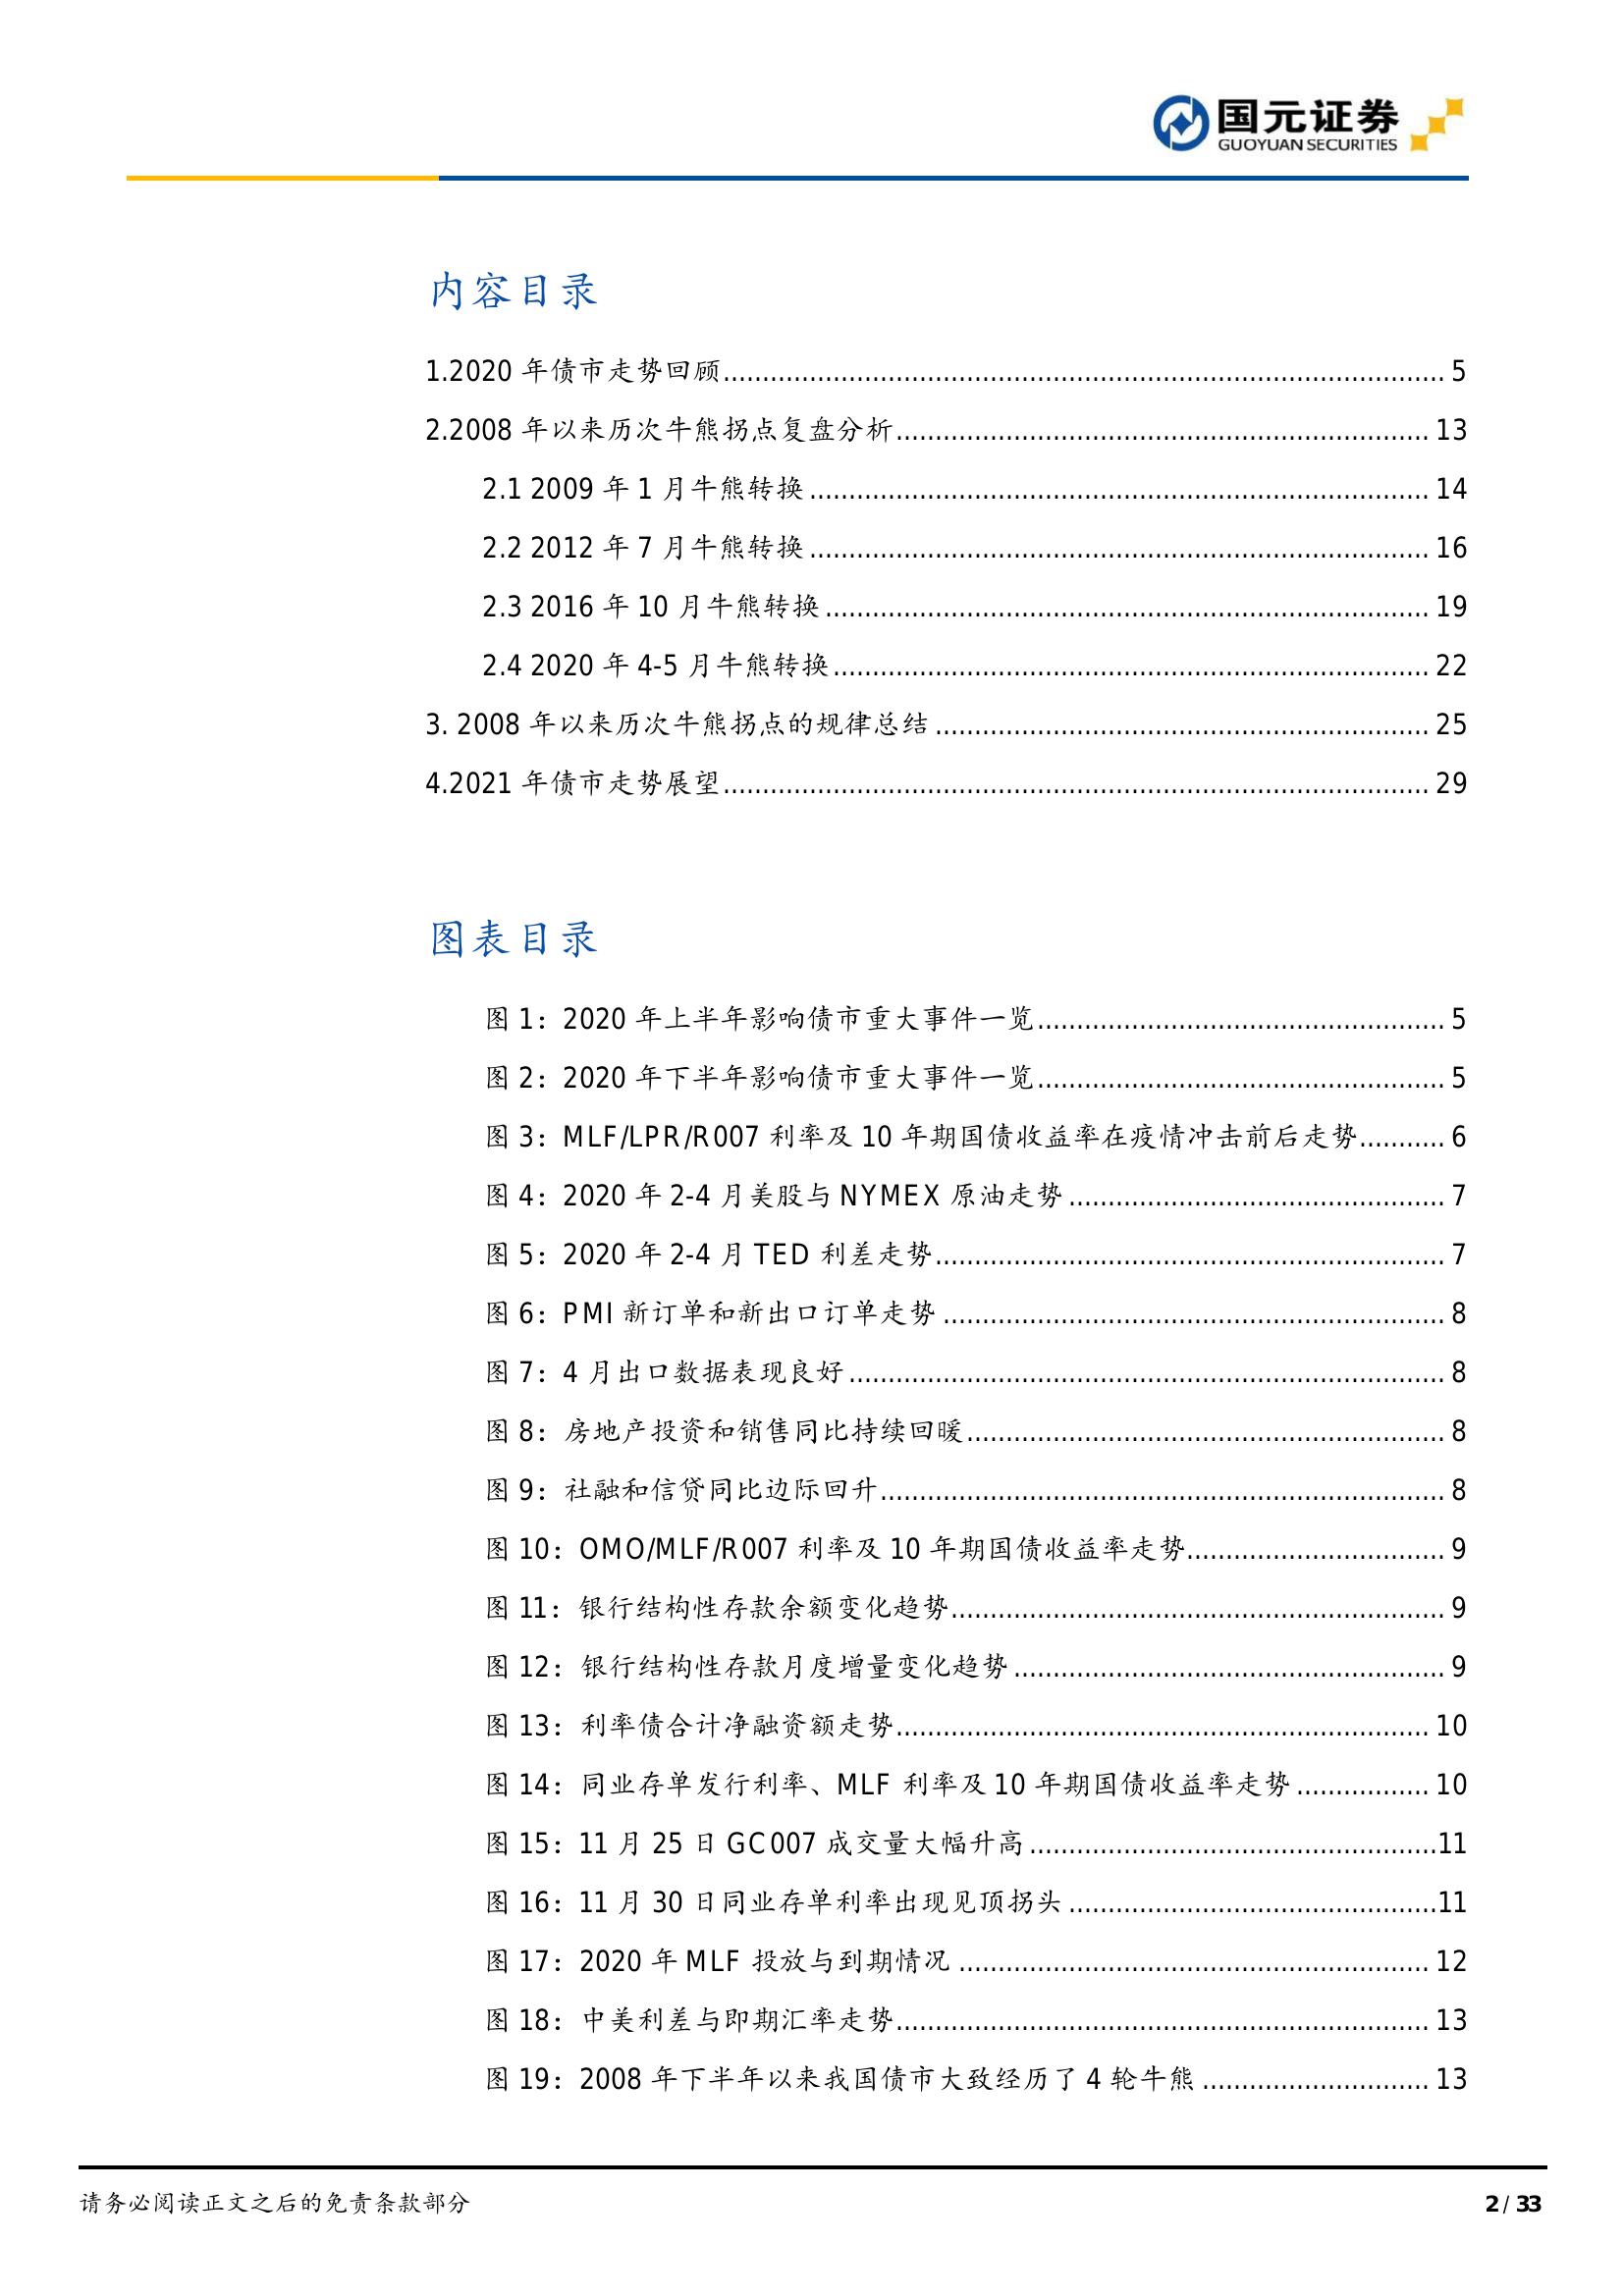 国元证券
GUOYUAN SECURITIES
内容目录
1.2020 年债市走势回顾.......... 5
2.2008 年以来历次牛熊拐点复盘分析.......... 13
2.1 2009 年 1 月牛熊转换.......... 14
2.2 2012 年 7 月牛熊转换.......... 16
2.3 2016 年 10 月牛熊转换.......... 19
2.4 2020 年 4-5 月牛熊转换.......... 22
3. 2008 年以来历次牛熊拐点的规律总结.......... 25
4.2021 年债市走势展望.......... 29
图表目录
图 1：2020 年上半年影响债市重大事件一览.......... 5
图 2：2020 年下半年影响债市重大事件一览.......... 5
图 3：MLF/LPR/R007 利率及 10 年期国债收益率在疫情冲击前后走势.......... 6
图 4：2020 年 2-4 月美股与 NYMEX 原油走势.......... 7
图 5：2020 年 2-4 月 TED 利差走势.......... 7
图 6：PMI 新订单和新出口订单走势.......... 8
图 7：4 月出口数据表现良好.......... 8
图 8：房地产投资和销售同比持续回暖.......... 8
图 9：社融和信贷同比边际回升.......... 8
图 10：OMO/MLF/R007 利率及 10 年期国债收益率走势.......... 9
图 11：银行结构性存款余额变化趋势.......... 9
图 12：银行结构性存款月度增量变化趋势.......... 9
图 13：利率债合计净融资额走势.......... 10
图 14：同业存单发行利率、MLF 利率及 10 年期国债收益率走势.......... 10
图 15：11 月 25 日 GC007 成交量大幅升高..........11
图 16：11 月 30 日同业存单利率出现见顶拐头..........11
图 17：2020 年 MLF 投放与到期情况.......... 12
图 18：中美利差与即期汇率走势.......... 13
图 19：2008 年下半年以来我国债市大致经历了 4 轮牛熊.......... 13
请务必阅读正文之后的免责条款部分
2 / 33